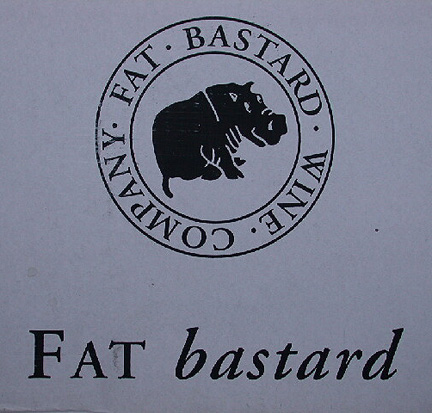 FAT · BASTARD · WINE · COMPANY ·
FAT bastard